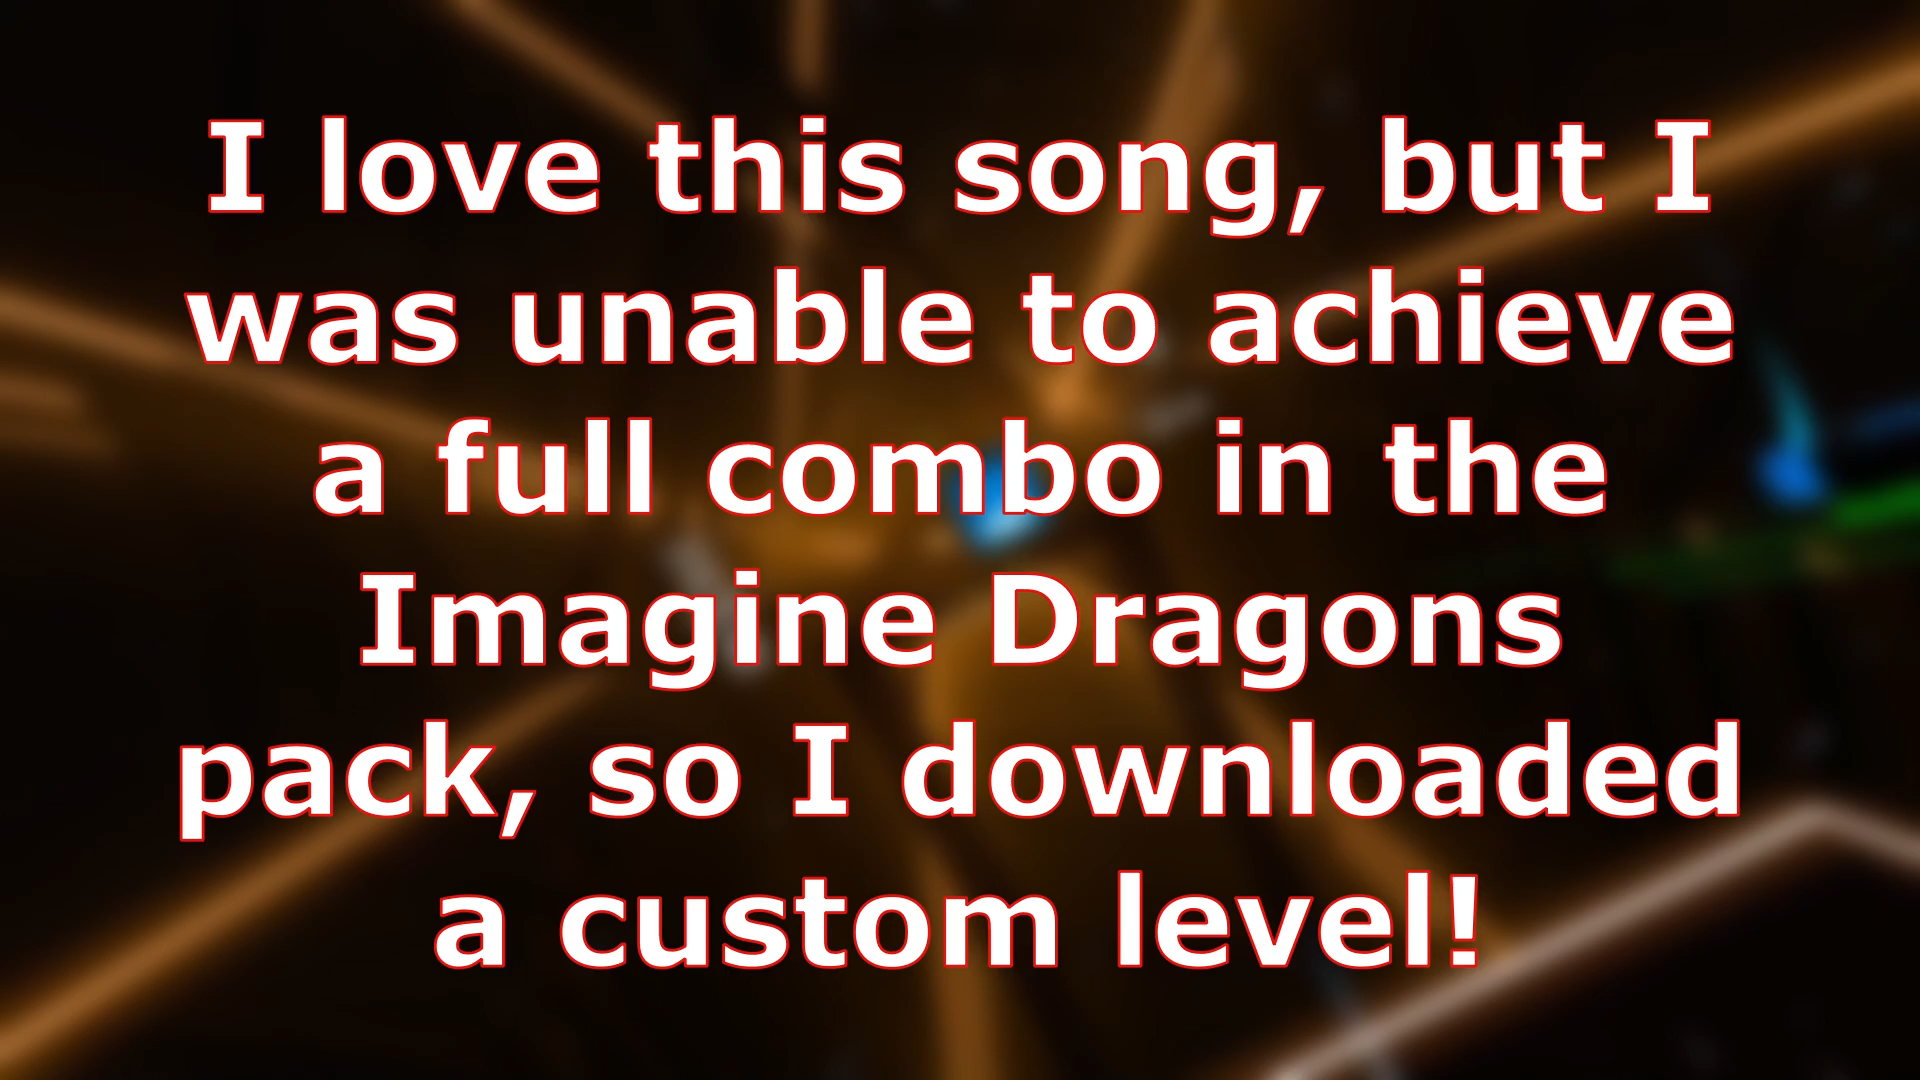 I love this song, but I
was unable to achieve
a full combo in the
Imagine Dragons
pack, so I downloaded
a custom level!